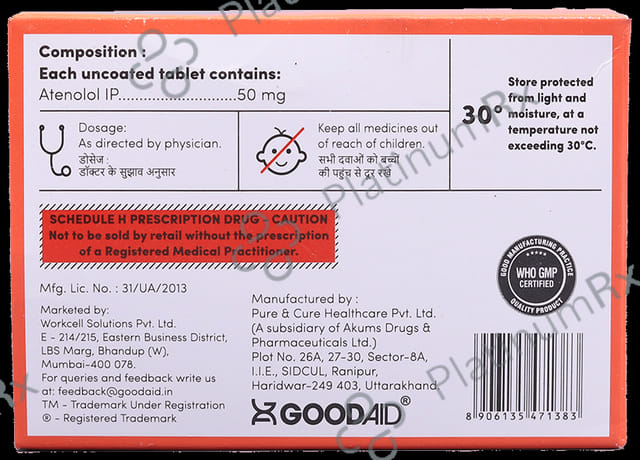 Composition :
Each uncoated tablet contains:
Atenolol IP............................50 mg
30°
Store protected
from light and
moisture, at a
temperature not
exceeding 30°C.
Dosage:
As directed by physician.
डोसेज :
डॉक्टर के सुझाव अनुसार
Keep all medicines out
of reach of children.
सभी दवाओं को बच्चों
की पहुंच से दूर रखें
SCHEDULE H PRESCRIPTION DRUG - CAUTION
Not to be sold by retail without the prescription
of a Registered Medical Practitioner.
Mfg. Lic. No. : 31/UA/2013
Marketed by:
Workcell Solutions Pvt. Ltd.
E - 214/215, Eastern Business District,
LBS Marg, Bhandup (W),
Mumbai-400 078.
For queries and feedback write us
at: feedback@goodaid.in
TM - Trademark Under Registration
® - Registered Trademark
Manufactured by :
Pure & Cure Healthcare Pvt. Ltd.
(A subsidiary of Akums Drugs &
Pharmaceuticals Ltd.)
Plot No. 26A, 27-30, Sector-8A,
I.I.E., SIDCUL, Ranipur,
Haridwar-249 403, Uttarakhand.
GOODAID®
GOOD MANUFACTURING PRACTICE
WHO GMP
CERTIFIED
QUALITY PRODUCT
8 906135 471383
PlatinumRx
PlatinumRx
PlatinumRx